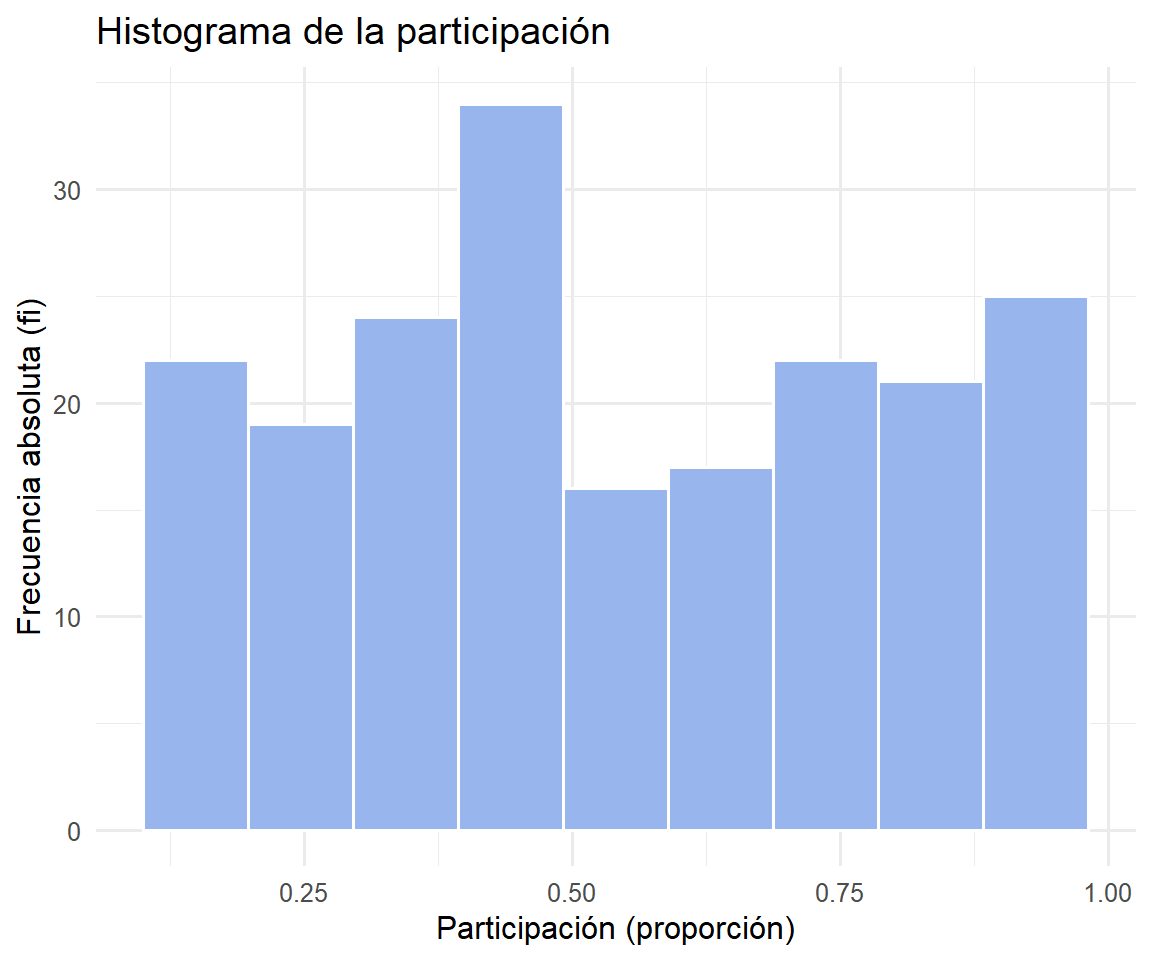 Histograma de la participación
Frecuencia absoluta (fi)
30
20
10
0
0.25
0.50
0.75
1.00
Participación (proporción)